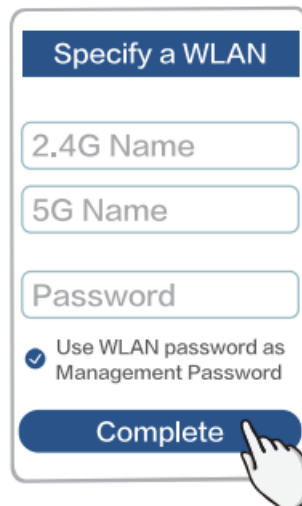 Specify a WLAN
2.4G Name
5G Name
Password
Use WLAN password as
Management Password
Complete